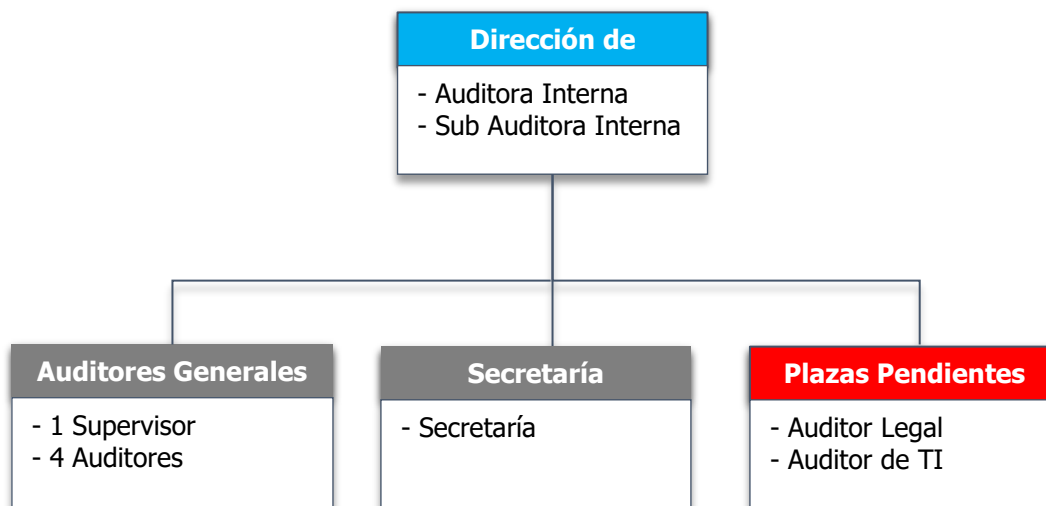 Dirección de
- Auditora Interna
- Sub Auditora Interna
Auditores Generales
- 1 Supervisor
- 4 Auditores
Secretaría
- Secretaría
Plazas Pendientes
- Auditor Legal
- Auditor de TI